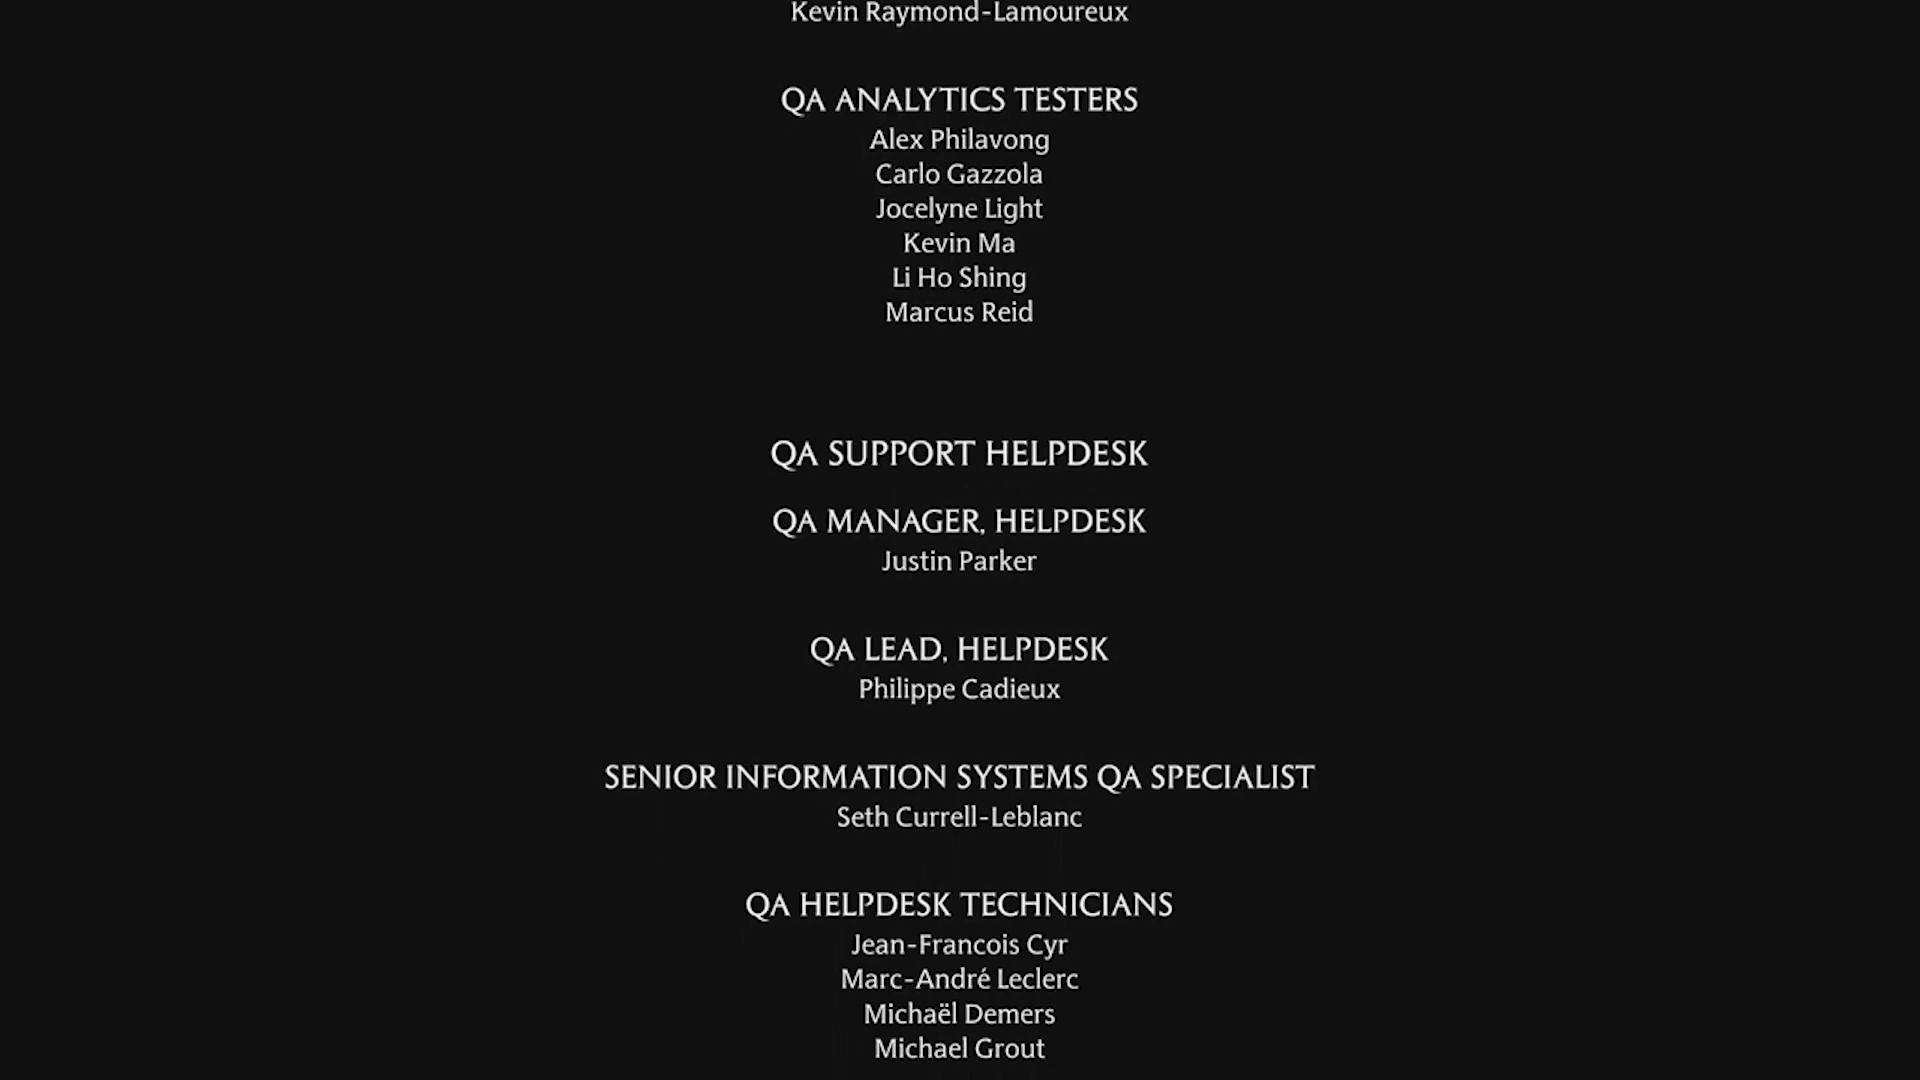 Kevin Raymond-Lamoureux
QA ANALYTICS TESTERS
Alex Philavong
Carlo Gazzola
Jocelyne Light
Kevin Ma
Li Ho Shing
Marcus Reid
QA SUPPORT HELPDESK
QA MANAGER, HELPDESK
Justin Parker
QA LEAD, HELPDESK
Philippe Cadieux
SENIOR INFORMATION SYSTEMS QA SPECIALIST
Seth Currell-Leblanc
QA HELPDESK TECHNICIANS
Jean-Francois Cyr
Marc-André Leclerc
Michaël Demers
Michael Grout